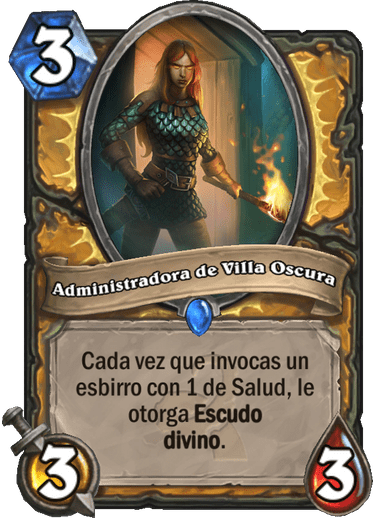 3
Administradora de Villa Oscura
Cada vez que invocas un
esbirro con 1 de Salud, le
otorga Escudo
divino.
3
3